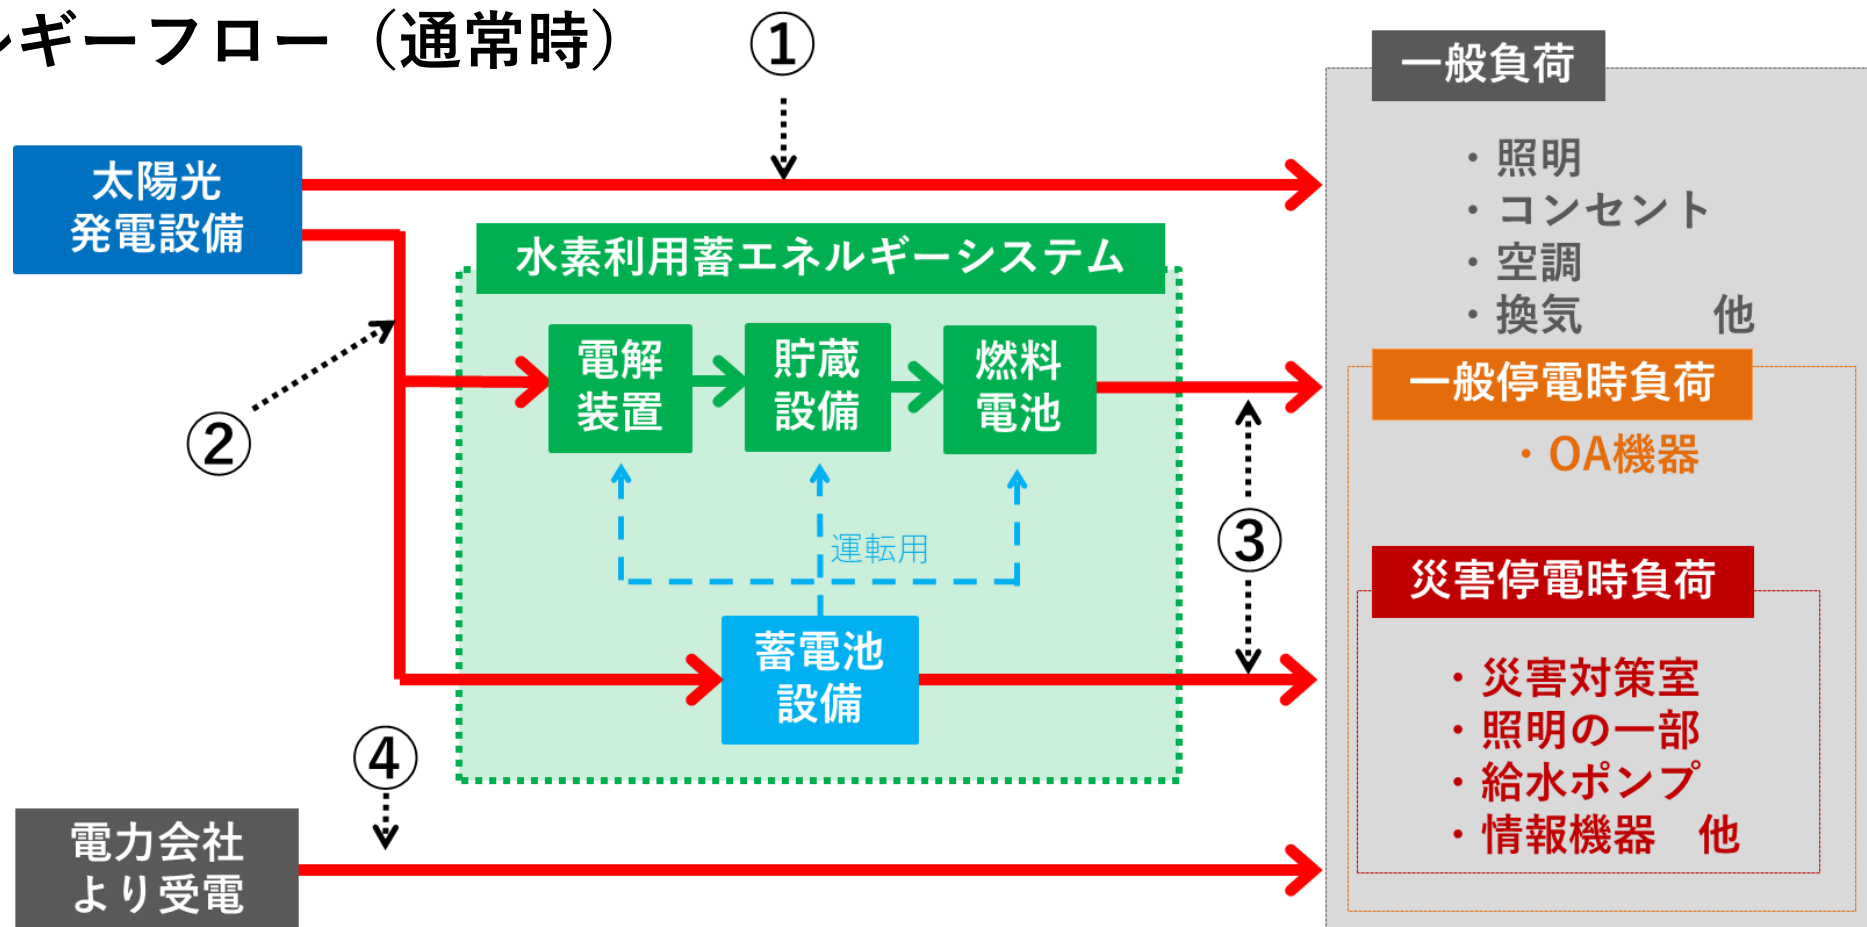 ルギーフロー（通常時）
①
一般負荷
・照明
・コンセント
・空調
・換気　　　他
太陽光
発電設備
水素利用蓄エネルギーシステム
電解
装置
貯蔵
設備
燃料
電池
②
一般停電時負荷
・OA機器
③
運転用
災害停電時負荷
・災害対策室
・照明の一部
・給水ポンプ
・情報機器　他
蓄電池
設備
④
電力会社
より受電